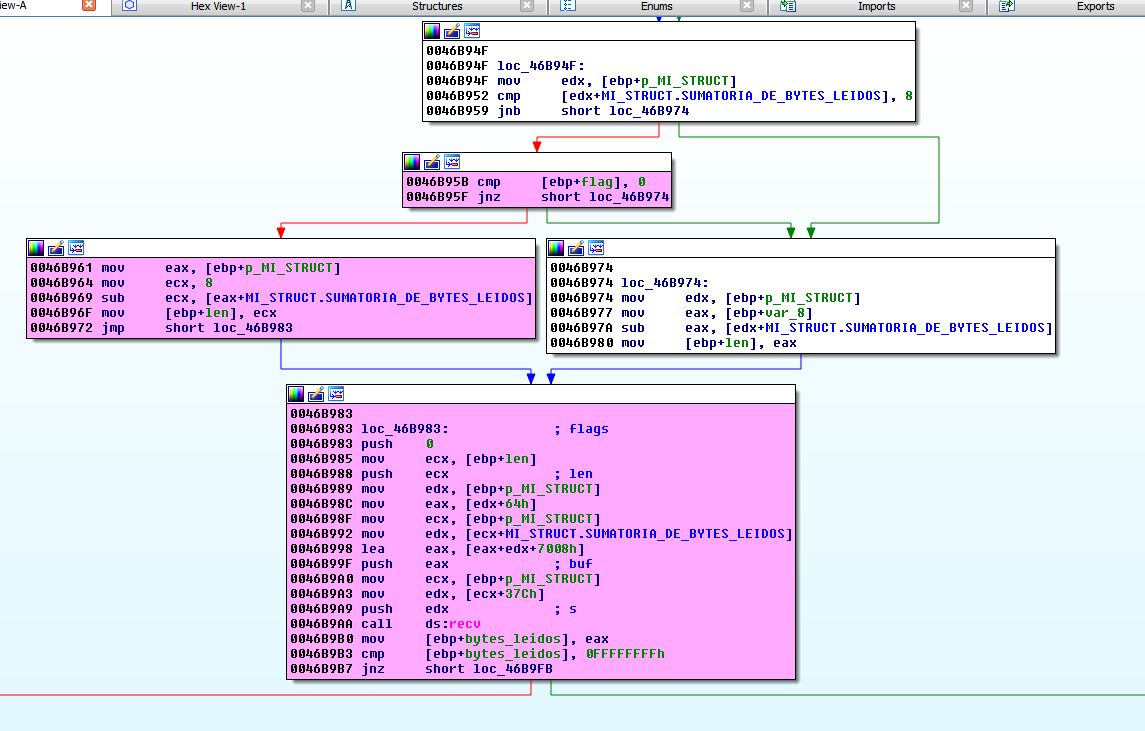 ew-A
Hex View-1
Structures
Enums
Imports
Exports
0046B94F
0046B94F loc_46B94F:
0046B94F mov edx, [ebp+p_MI_STRUCT]
0046B952 cmp [edx+MI_STRUCT.SUMATORIA_DE_BYTES_LEIDOS], 8
0046B959 jnb short loc_46B974
0046B95B cmp [ebp+flag], 0
0046B95F jnz short loc_46B974
0046B961 mov eax, [ebp+p_MI_STRUCT]
0046B964 mov ecx, 8
0046B969 sub ecx, [eax+MI_STRUCT.SUMATORIA_DE_BYTES_LEIDOS]
0046B96F mov [ebp+len], ecx
0046B972 jmp short loc_46B983
0046B974
0046B974 loc_46B974:
0046B974 mov edx, [ebp+p_MI_STRUCT]
0046B977 mov eax, [ebp+var_8]
0046B97A sub eax, [edx+MI_STRUCT.SUMATORIA_DE_BYTES_LEIDOS]
0046B980 mov [ebp+len], eax
0046B983
0046B983 loc_46B983: ; flags
0046B983 push 0
0046B985 mov ecx, [ebp+len]
0046B988 push ecx ; len
0046B989 mov edx, [ebp+p_MI_STRUCT]
0046B98C mov eax, [edx+64h]
0046B98F mov ecx, [ebp+p_MI_STRUCT]
0046B992 mov edx, [ecx+MI_STRUCT.SUMATORIA_DE_BYTES_LEIDOS]
0046B998 lea eax, [eax+edx+7008h]
0046B99F push eax ; buf
0046B9A0 mov ecx, [ebp+p_MI_STRUCT]
0046B9A3 mov edx, [ecx+37Ch]
0046B9A9 push edx ; s
0046B9AA call ds:recv
0046B9B0 mov [ebp+bytes_leidos], eax
0046B9B3 cmp [ebp+bytes_leidos], 0FFFFFFFFh
0046B9B7 jnz short loc_46B9FB